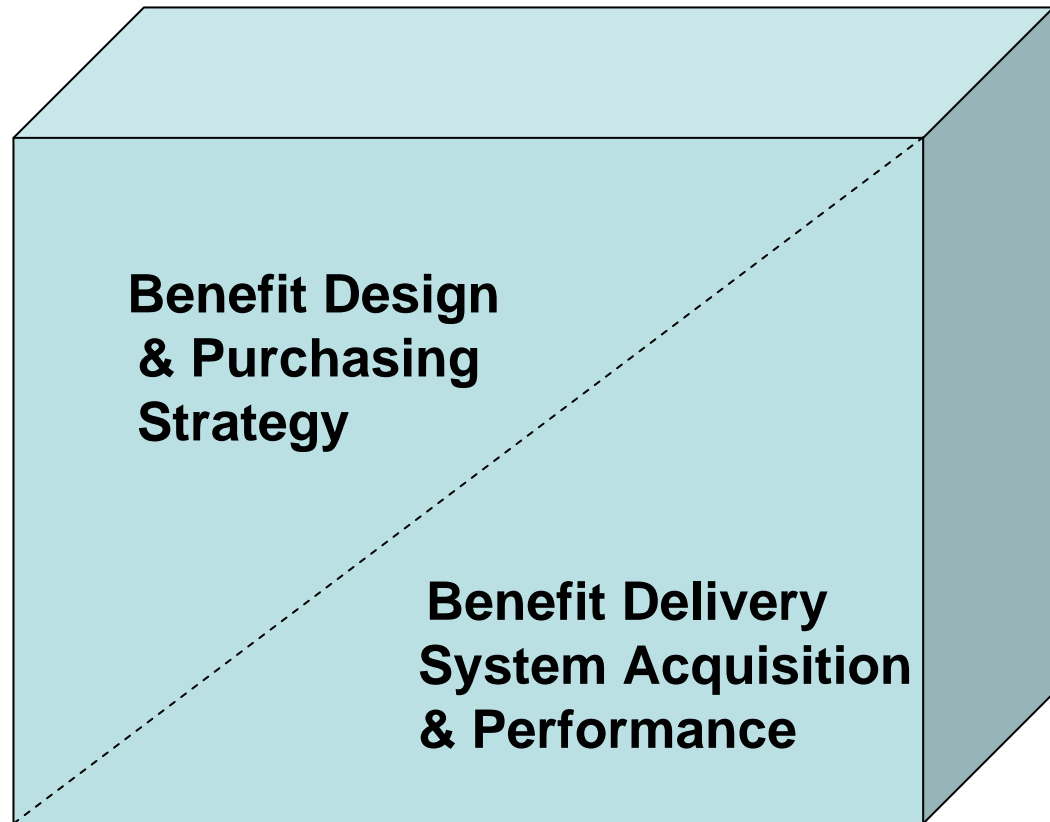 Benefit Design
& Purchasing
Strategy
Benefit Delivery
System Acquisition
& Performance